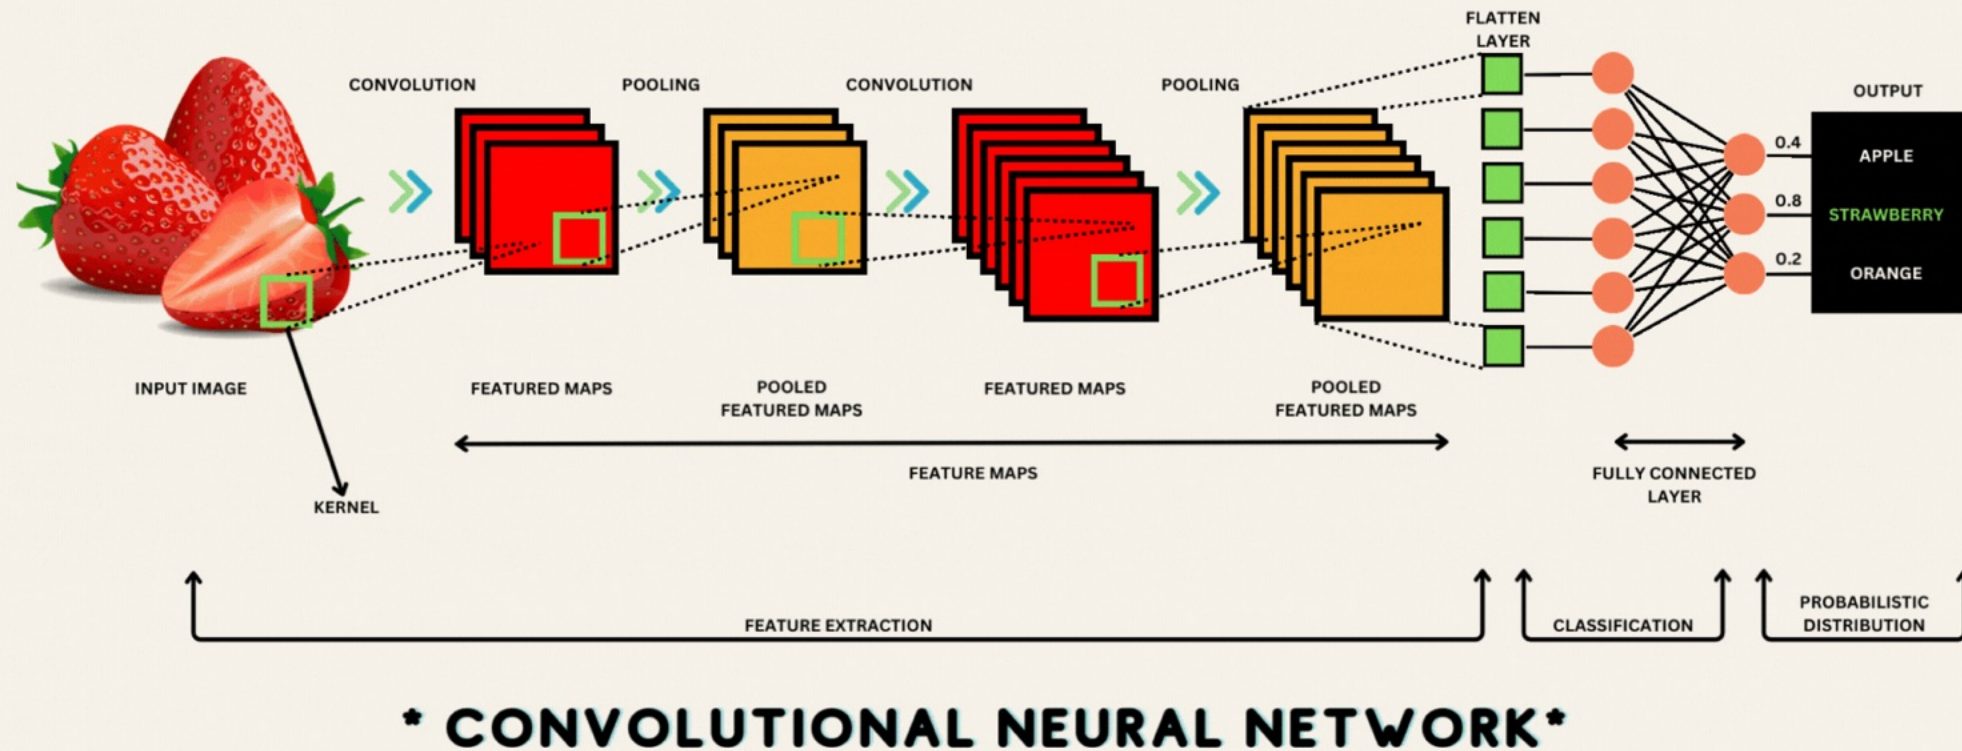 FLATTEN
LAYER
CONVOLUTION
POOLING
CONVOLUTION
POOLING
OUTPUT
0.4
APPLE
0.8
STRAWBERRY
0.2
ORANGE
INPUT IMAGE
FEATURED MAPS
POOLED
FEATURED MAPS
FEATURED MAPS
POOLED
FEATURED MAPS
FEATURE MAPS
FULLY CONNECTED
LAYER
KERNEL
FEATURE EXTRACTION
CLASSIFICATION
PROBABILISTIC
DISTRIBUTION
* CONVOLUTIONAL NEURAL NETWORK*